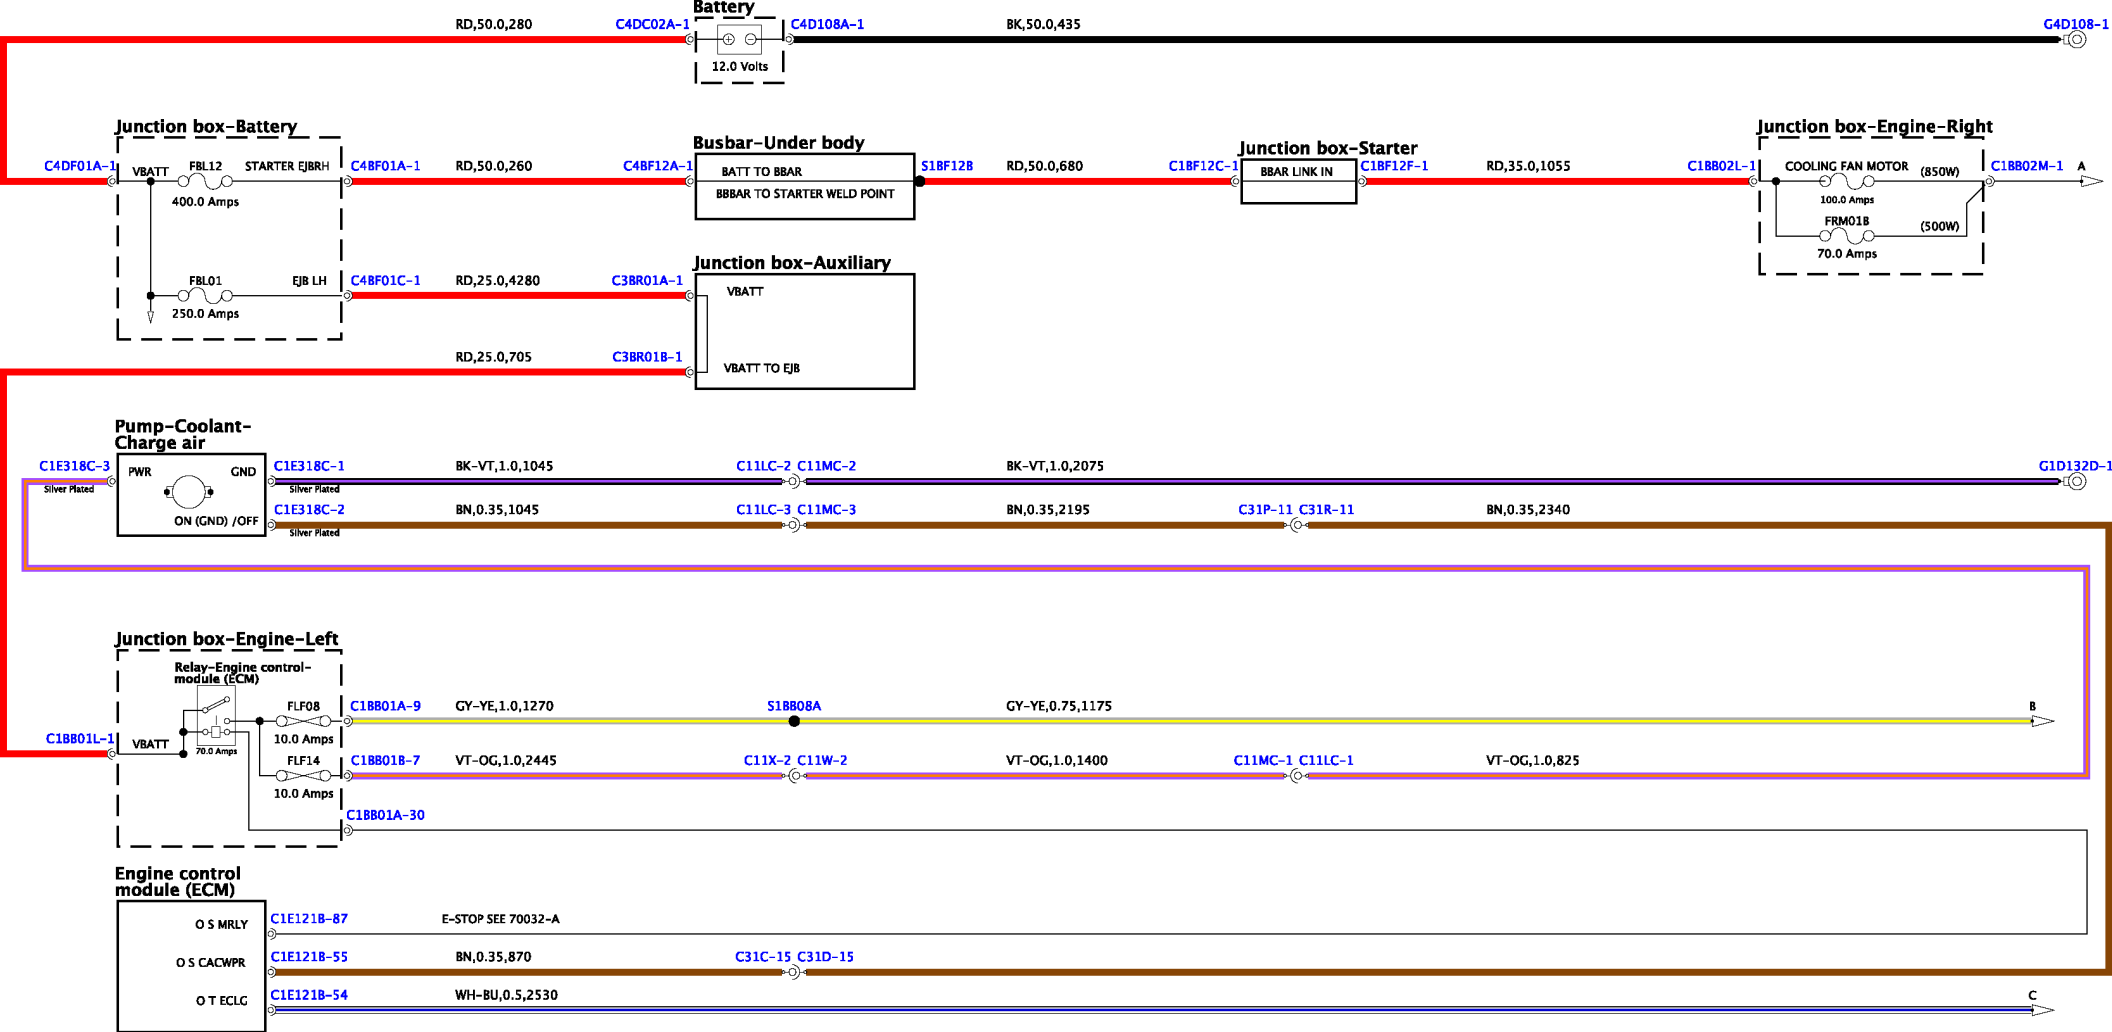 Battery
RD,50.0,280 C4DC02A-1 C4D108A-1 BK,50.0,435 G4D108-1
12.0 Volts
Junction box-Battery
C4DF01A-1 VBATT FBL12 STARTER EJBRH C4BF01A-1 RD,50.0,260 C4BF12A-1
400.0 Amps
Busbar-Under body
BATT TO BBAR
BBBAR TO STARTER WELD POINT
S1BF12B RD,50.0,680 C1BF12C-1
Junction box-Starter
BBAR LINK IN
C1BF12F-1 RD,35.0,1055 C1BB02L-1
Junction box-Engine-Right
COOLING FAN MOTOR (850W) C1BB02M-1 A
100.0 Amps
FRM01B (500W)
70.0 Amps
FBL01 EJB LH C4BF01C-1 RD,25.0,4280 C3BR01A-1
250.0 Amps
Junction box-Auxiliary
VBATT
RD,25.0,705 C3BR01B-1
VBATT TO EJB
Pump-Coolant-
Charge air
C1E318C-3 PWR GND C1E318C-1 BK-VT,1.0,1045 C11LC-2 C11MC-2 BK-VT,1.0,2075 G1D132D-1
Silver Plated Silver Plated
ON (GND) /OFF C1E318C-2 BN,0.35,1045 C11LC-3 C11MC-3 BN,0.35,2195 C31P-11 C31R-11 BN,0.35,2340
Silver Plated
Junction box-Engine-Left
Relay-Engine control-
module (ECM)
FLF08 C1BB01A-9 GY-YE,1.0,1270 S1BB08A GY-YE,0.75,1175 B
10.0 Amps
C1BB01L-1 VBATT 70.0 Amps
FLF14 C1BB01B-7 VT-OG,1.0,2445 C11X-2 C11W-2 VT-OG,1.0,1400 C11MC-1 C11LC-1 VT-OG,1.0,825
10.0 Amps
C1BB01A-30
Engine control
module (ECM)
O S MRLY C1E121B-87 E-STOP SEE 70032-A
O S CACWPR C1E121B-55 BN,0.35,870 C31C-15 C31D-15
O T ECLG C1E121B-54 WH-BU,0.5,2530 C